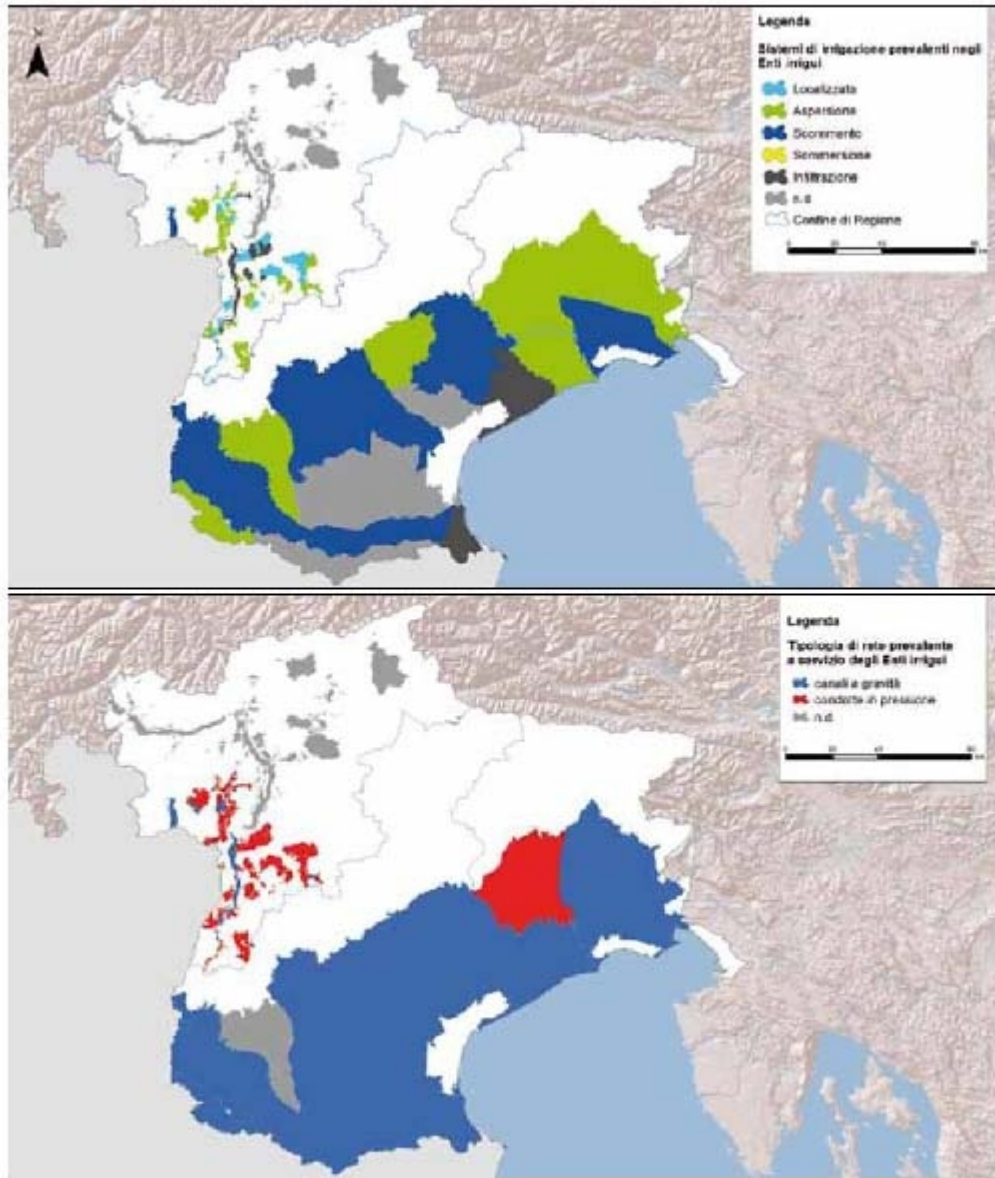 Legenda
Sistemi di irrigazione prevalenti negli
Enti irrigui
Localizzata
Aspersione
Scorrimento
Sommersione
Infiltrazione
n.d.
Confine di Regione
Legenda
Tipologia di rete prevalente
a servizio degli Enti irrigui
canali a gravità
condotte in pressione
n.d.